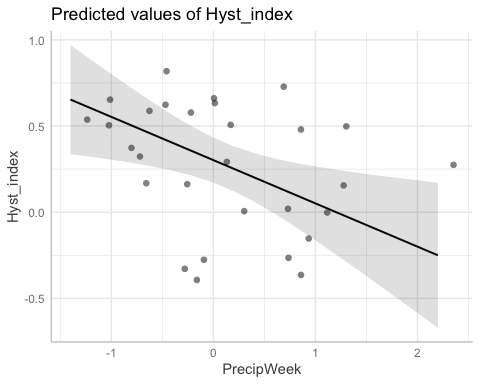 Predicted values of Hyst_index
1.0
0.5
0.0
-0.5
Hyst_index
-1
0
1
2
PrecipWeek